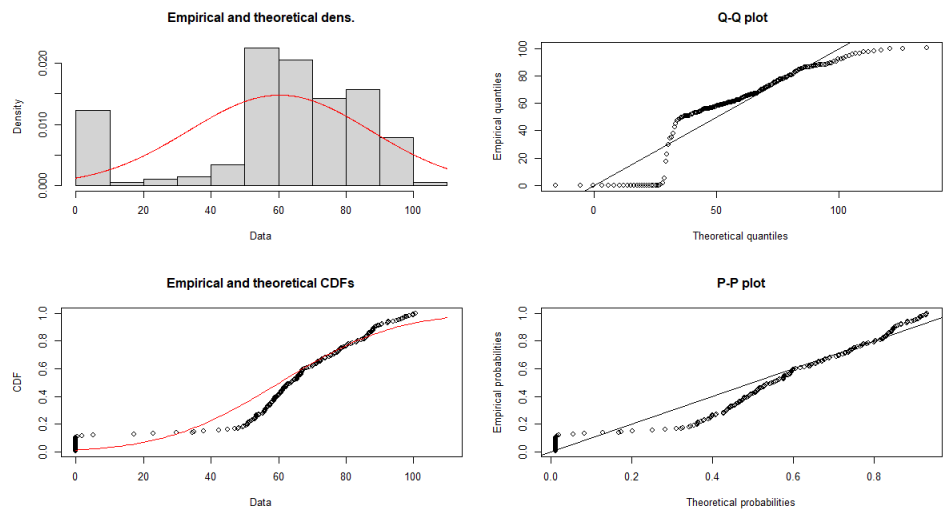 Empirical and theoretical dens.
Density
0.000
0.010
0.020
0 20 40 60 80 100
Data
Q-Q plot
Empirical quantiles
0 20 40 60 80 100
0 50 100
Theoretical quantiles
Empirical and theoretical CDFs
CDF
0.0 0.2 0.4 0.6 0.8 1.0
0 20 40 60 80 100
Data
P-P plot
Empirical probabilities
0.0 0.2 0.4 0.6 0.8 1.0
0.0 0.2 0.4 0.6 0.8
Theoretical probabilities